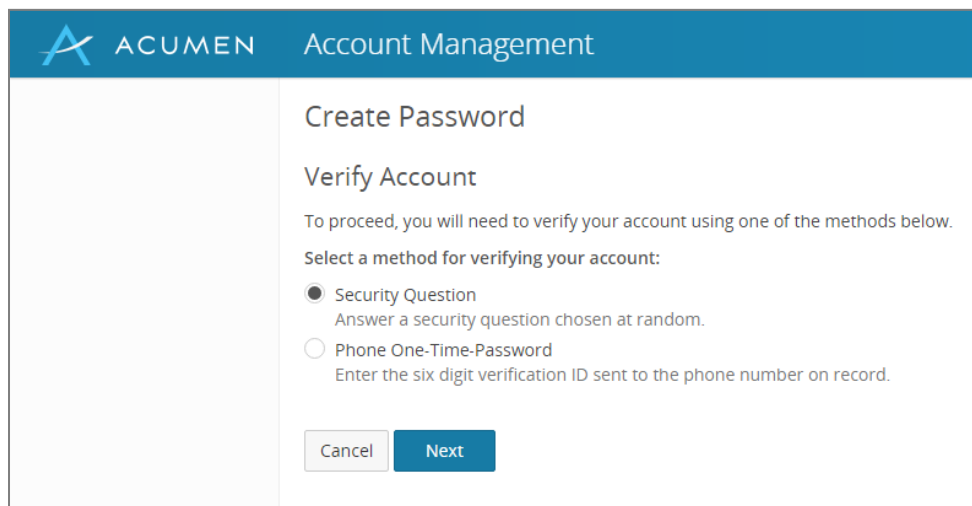 ACUMEN Account Management
Create Password
Verify Account
To proceed, you will need to verify your account using one of the methods below.
Select a method for verifying your account:
Security Question
Answer a security question chosen at random.
Phone One-Time-Password
Enter the six digit verification ID sent to the phone number on record.
Cancel Next